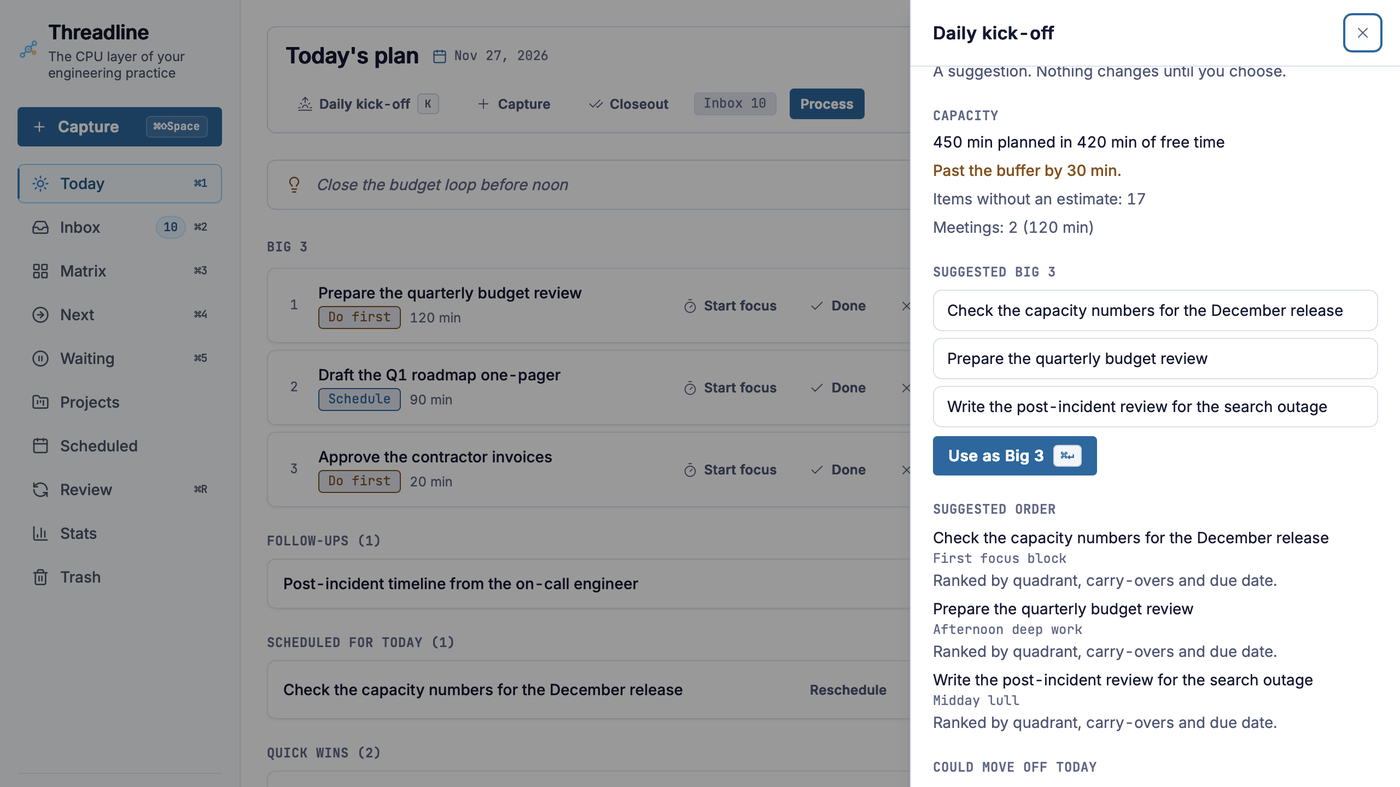 Threadline
The CPU layer of your
engineering practice
Capture ⌘⇧Space
Today ⌘1
Inbox 10 ⌘2
Matrix ⌘3
Next ⌘4
Waiting ⌘5
Projects
Scheduled
Review ⌘R
Stats
Trash
Today's plan Nov 27, 2026
Daily kick-off K Capture Closeout Inbox 10 Process
Close the budget loop before noon
BIG 3
1 Prepare the quarterly budget review
Do first 120 min
Start focus Done
2 Draft the Q1 roadmap one-pager
Schedule 90 min
Start focus Done
3 Approve the contractor invoices
Do first 20 min
Start focus Done
FOLLOW-UPS (1)
Post-incident timeline from the on-call engineer
SCHEDULED FOR TODAY (1)
Check the capacity numbers for the December release Reschedule
QUICK WINS (2)
Daily kick-off
A suggestion. Nothing changes until you choose.
CAPACITY
450 min planned in 420 min of free time
Past the buffer by 30 min.
Items without an estimate: 17
Meetings: 2 (120 min)
SUGGESTED BIG 3
Check the capacity numbers for the December release
Prepare the quarterly budget review
Write the post-incident review for the search outage
Use as Big 3 ⌘↵
SUGGESTED ORDER
Check the capacity numbers for the December release
First focus block
Ranked by quadrant, carry-overs and due date.
Prepare the quarterly budget review
Afternoon deep work
Ranked by quadrant, carry-overs and due date.
Write the post-incident review for the search outage
Midday lull
Ranked by quadrant, carry-overs and due date.
COULD MOVE OFF TODAY